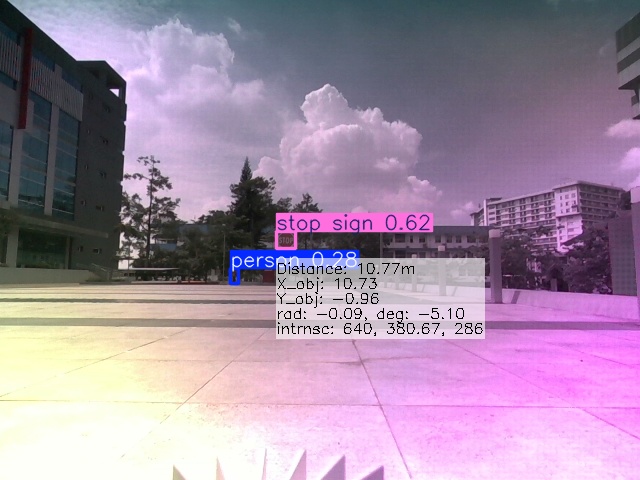 stop sign 0.62
STOP
person 0.28
Distance: 10.77m
X_obj: 10.73
Y_obj: -0.96
rad: -0.09, deg: -5.10
intrnsc: 640, 380.67, 286